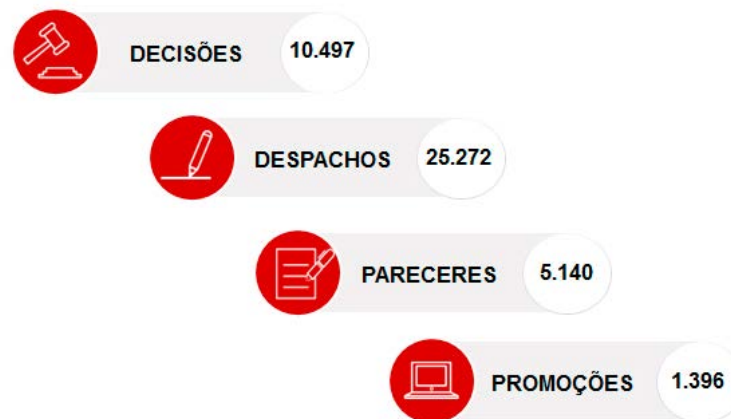 DECISÕES 10.497
DESPACHOS 25.272
PARECERES 5.140
PROMOÇÕES 1.396